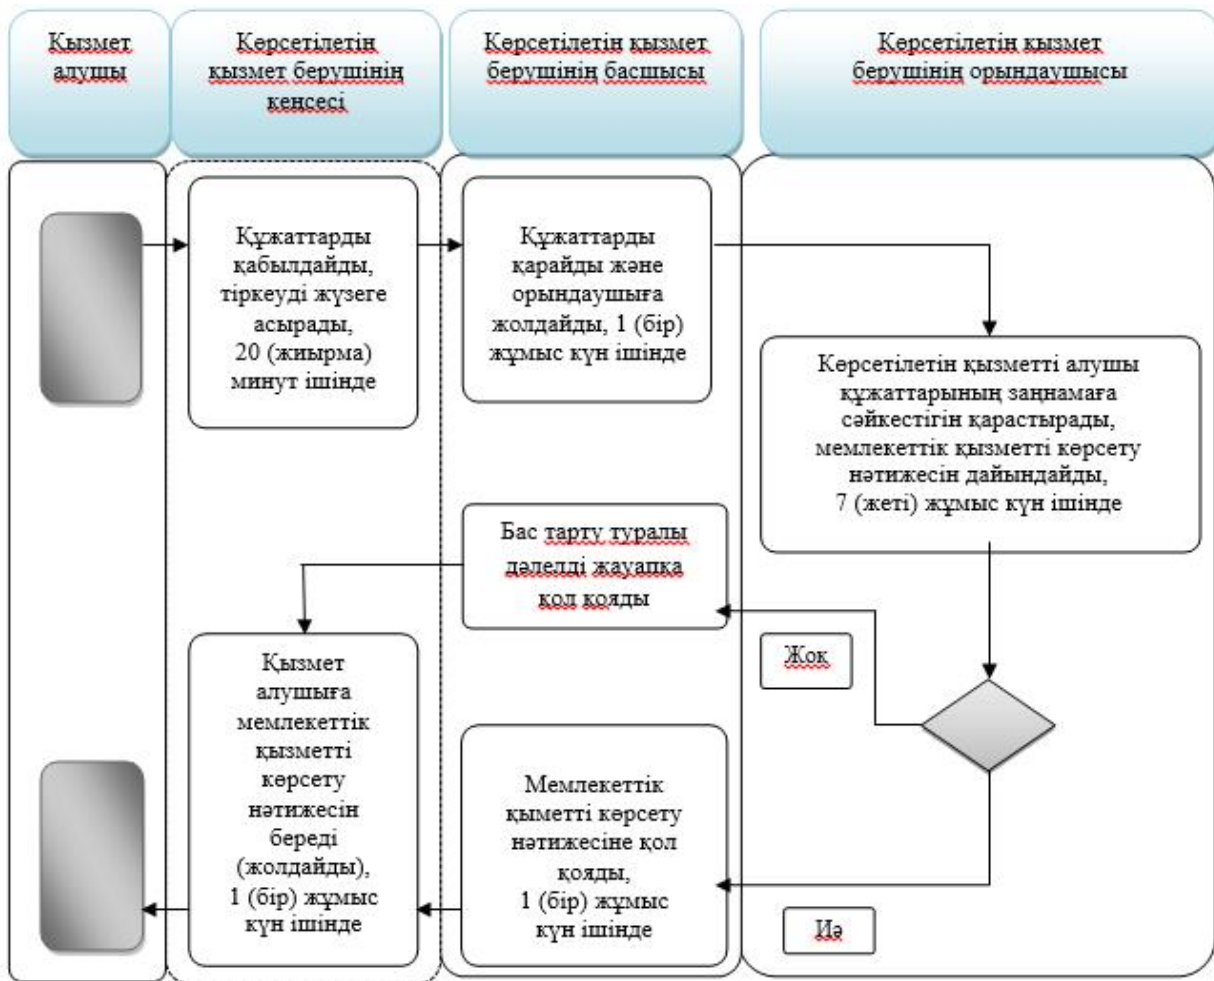 Қызмет
алушы
Көрсетілетін
қызмет берушінің
кеңсесі
Көрсетілетін қызмет
берушінің басшысы
Көрсетілетін қызмет
берушінің орындаушысы
Құжаттарды
қабылдайды,
тіркеуді жүзеге
асырады,
20 (жиырма)
минут ішінде
Құжаттарды
қарайды және
орындаушыға
жолдайды, 1 (бір)
жұмыс күн ішінде
Көрсетілетін қызметті алушы
құжаттарының заңнамаға
сәйкестігін қарастырады,
мемлекеттік қызметті көрсету
нәтижесін дайындайды,
7 (жеті) жұмыс күн ішінде
Бас тарту туралы
дәлелді жауапқа
қол қояды
Жоқ
Қызмет
алушыға
мемлекеттік
қызметті
көрсету
нәтижесін
береді
(жолдайды),
1 (бір) жұмыс
күн ішінде
Мемлекеттік
қыметті көрсету
нәтижесіне қол
қояды,
1 (бір) жұмыс
күн ішінде
Иә